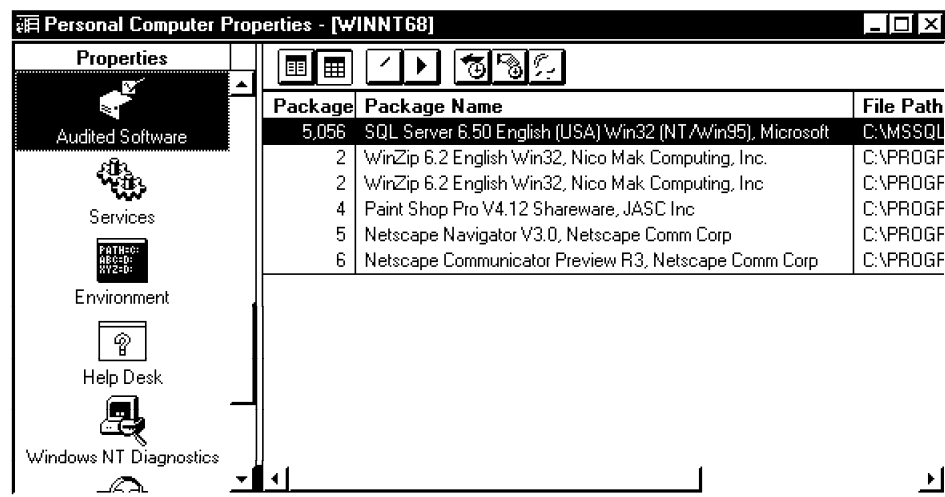 Personal Computer Properties - [WINNT68]
Properties
Audited Software
Services
PATH=C:
ABC=D:
XYZ=D:
Environment
Help Desk
Windows NT Diagnostics
Package Package Name File Path
5,056 SQL Server 6.50 English (USA) Win32 (NT/Win95), Microsoft C:\MSSQL
2 WinZip 6.2 English Win32, Nico Mak Computing, Inc. C:\PROGF
2 WinZip 6.2 English Win32, Nico Mak Computing, Inc C:\PROGF
4 Paint Shop Pro V4.12 Shareware, JASC Inc C:\PROGF
5 Netscape Navigator V3.0, Netscape Comm Corp C:\PROGF
6 Netscape Communicator Preview R3, Netscape Comm Corp C:\PROGF